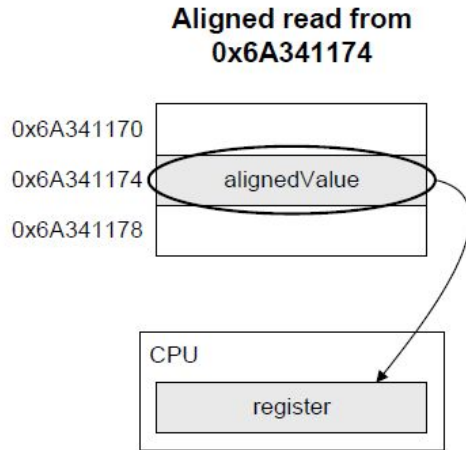 Aligned read from
0x6A341174
0x6A341170
0x6A341174 alignedValue
0x6A341178
CPU
register